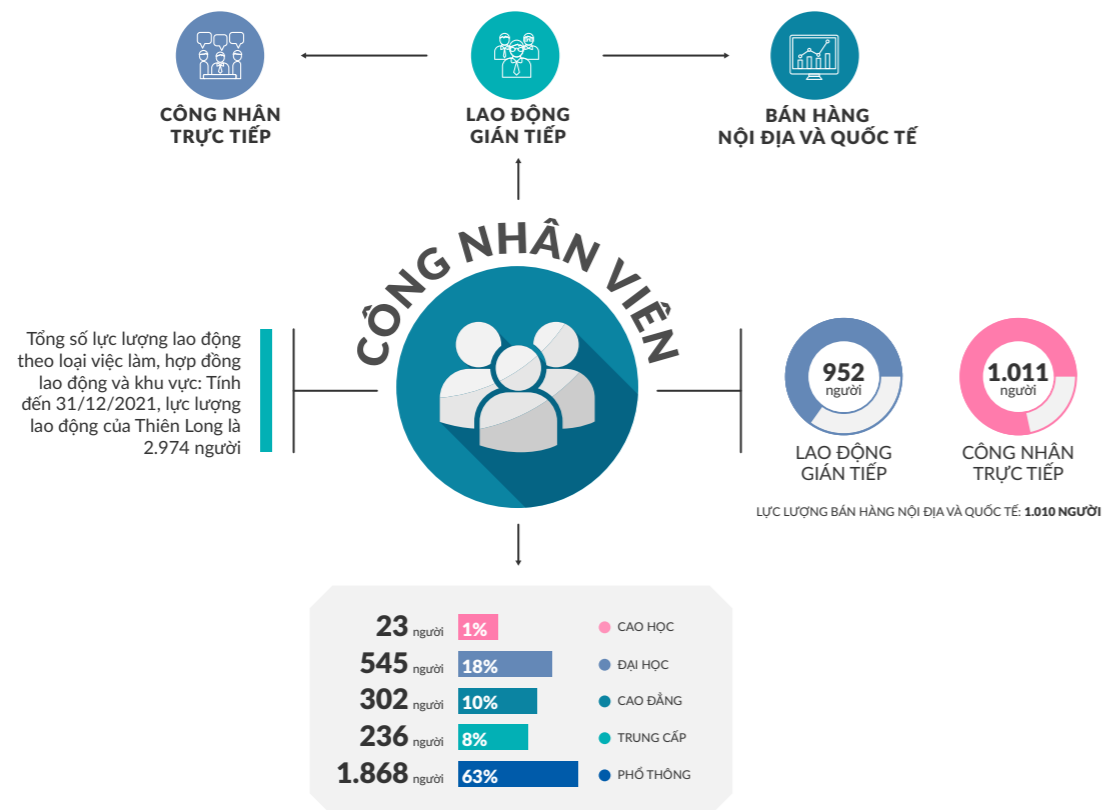 CÔNG NHÂN
TRỰC TIẾP
LAO ĐỘNG
GIÁN TIẾP
BÁN HÀNG
NỘI ĐỊA VÀ QUỐC TẾ
CÔNG NHÂN VIÊN
Tổng số lực lượng lao động
theo loại việc làm, hợp đồng
lao động và khu vực: Tính
đến 31/12/2021, lực lượng
lao động của Thiên Long là
2.974 người
952
người
LAO ĐỘNG
GIÁN TIẾP
1.011
người
CÔNG NHÂN
TRỰC TIẾP
LỰC LƯỢNG BÁN HÀNG NỘI ĐỊA VÀ QUỐC TẾ: 1.010 NGƯỜI
23 người 1% CAO HỌC
545 người 18% ĐẠI HỌC
302 người 10% CAO ĐẲNG
236 người 8% TRUNG CẤP
1.868 người 63% PHỔ THÔNG